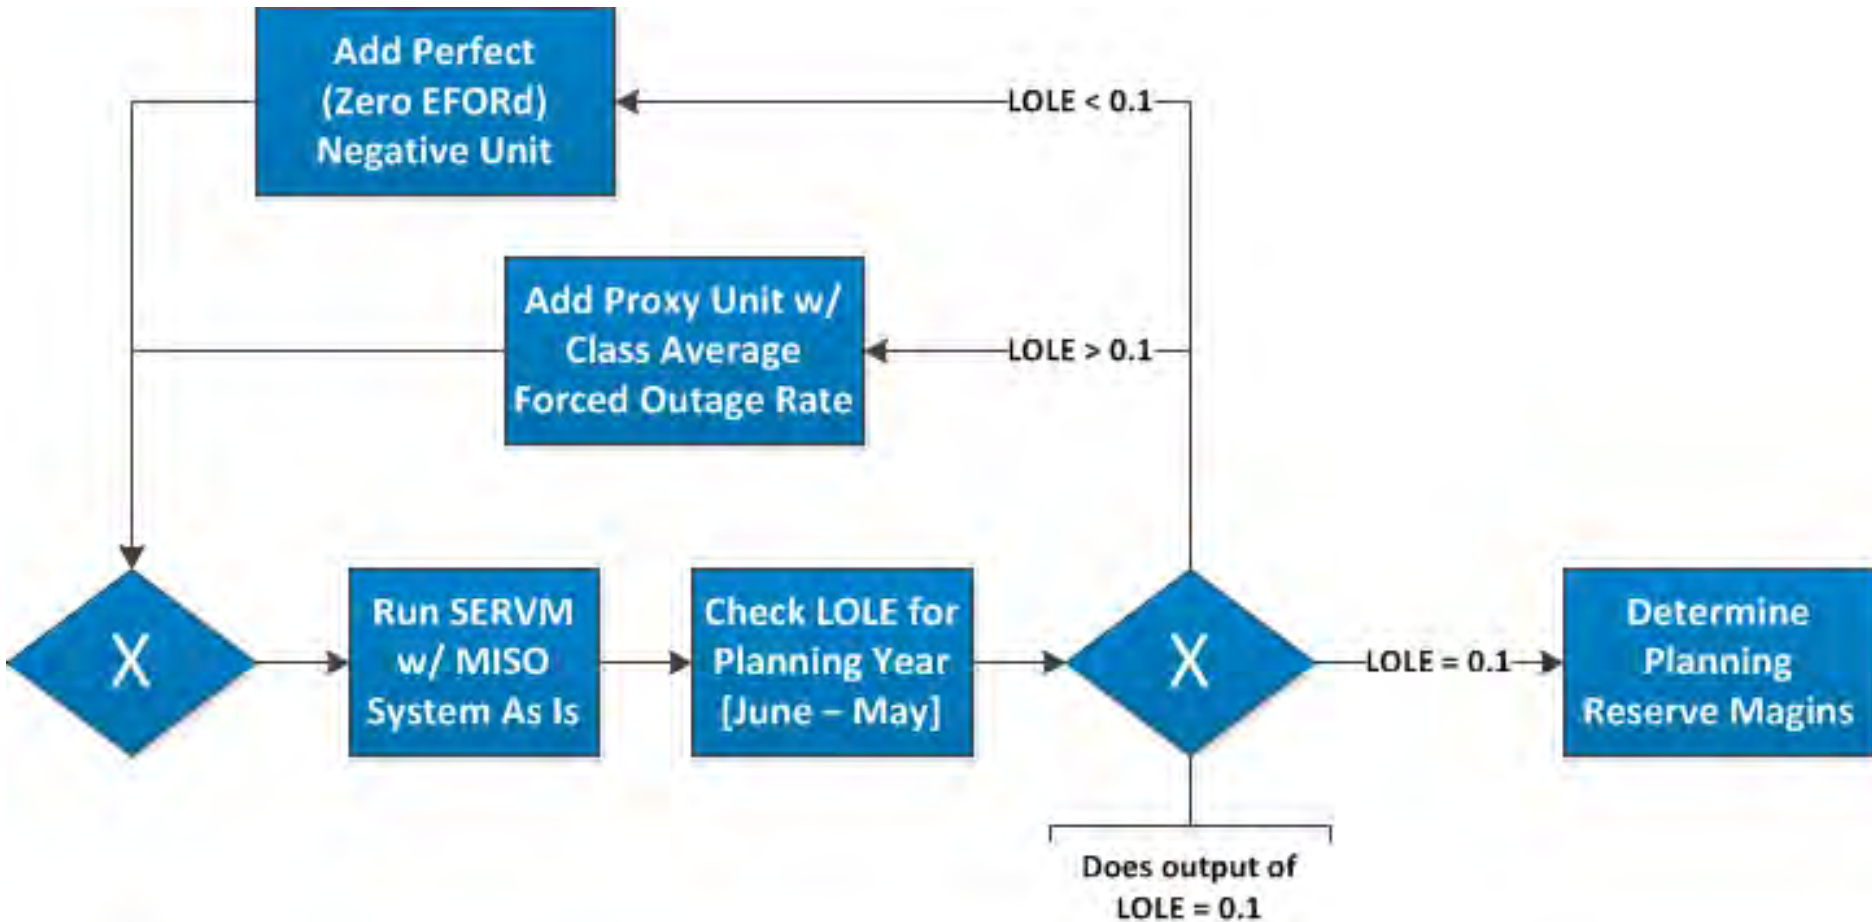 Add Perfect
(Zero EFORd)
Negative Unit
LOLE < 0.1
Add Proxy Unit w/
Class Average
Forced Outage Rate
LOLE > 0.1
X
Run SERVM
w/ MISO
System As Is
Check LOLE for
Planning Year
[June – May]
X
LOLE = 0.1
Determine
Planning
Reserve Magins
Does output of
LOLE = 0.1